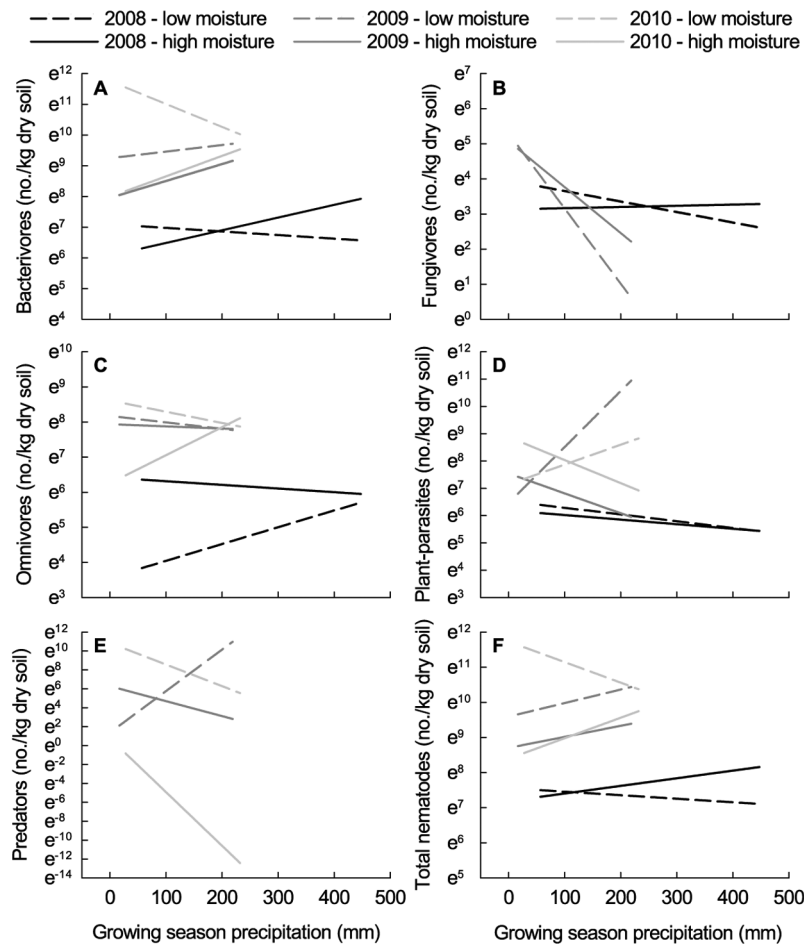 2008 - low moisture 2009 - low moisture 2010 - low moisture
2008 - high moisture 2009 - high moisture 2010 - high moisture
A
Bacterivores (no./kg dry soil)
e¹²
e¹¹
e¹⁰
e⁹
e⁸
e⁷
e⁶
e⁵
e⁴
B
Fungivores (no./kg dry soil)
e⁷
e⁶
e⁵
e⁴
e³
e²
e¹
e⁰
C
Omnivores (no./kg dry soil)
e¹⁰
e⁹
e⁸
e⁷
e⁶
e⁵
e⁴
e³
D
Plant-parasites (no./kg dry soil)
e¹²
e¹¹
e¹⁰
e⁹
e⁸
e⁷
e⁶
e⁵
e⁴
e³
E
Predators (no./kg dry soil)
e¹²
e¹⁰
e⁸
e⁶
e⁴
e²
e⁰
e⁻²
e⁻⁴
e⁻⁶
e⁻⁸
e⁻¹⁰
e⁻¹²
e⁻¹⁴
0 100 200 300 400 500
Growing season precipitation (mm)
F
Total nematodes (no./kg dry soil)
e¹²
e¹¹
e¹⁰
e⁹
e⁸
e⁷
e⁶
e⁵
0 100 200 300 400 500
Growing season precipitation (mm)